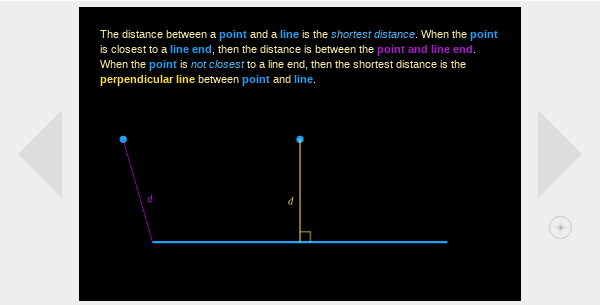 The distance between a point and a line is the shortest distance. When the point
is closest to a line end, then the distance is between the point and line end.
When the point is not closest to a line end, then the shortest distance is the
perpendicular line between point and line.
d
d